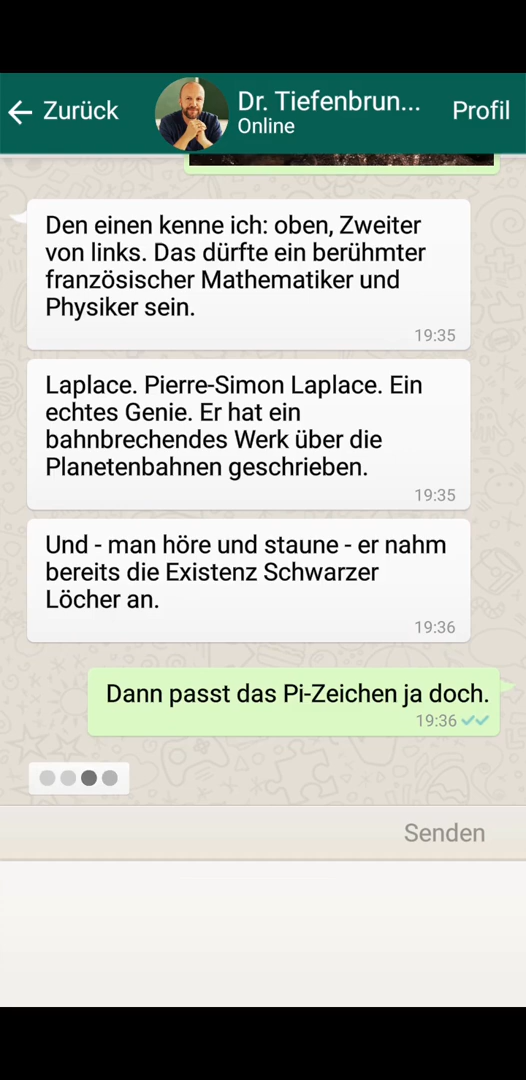 Zurück
Dr. Tiefenbrun...
Online
Profil
Den einen kenne ich: oben, Zweiter
von links. Das dürfte ein berühmter
französischer Mathematiker und
Physiker sein.
19:35
Laplace. Pierre-Simon Laplace. Ein
echtes Genie. Er hat ein
bahnbrechendes Werk über die
Planetenbahnen geschrieben.
19:35
Und - man höre und staune - er nahm
bereits die Existenz Schwarzer
Löcher an.
19:36
Dann passt das Pi-Zeichen ja doch.
19:36
Senden